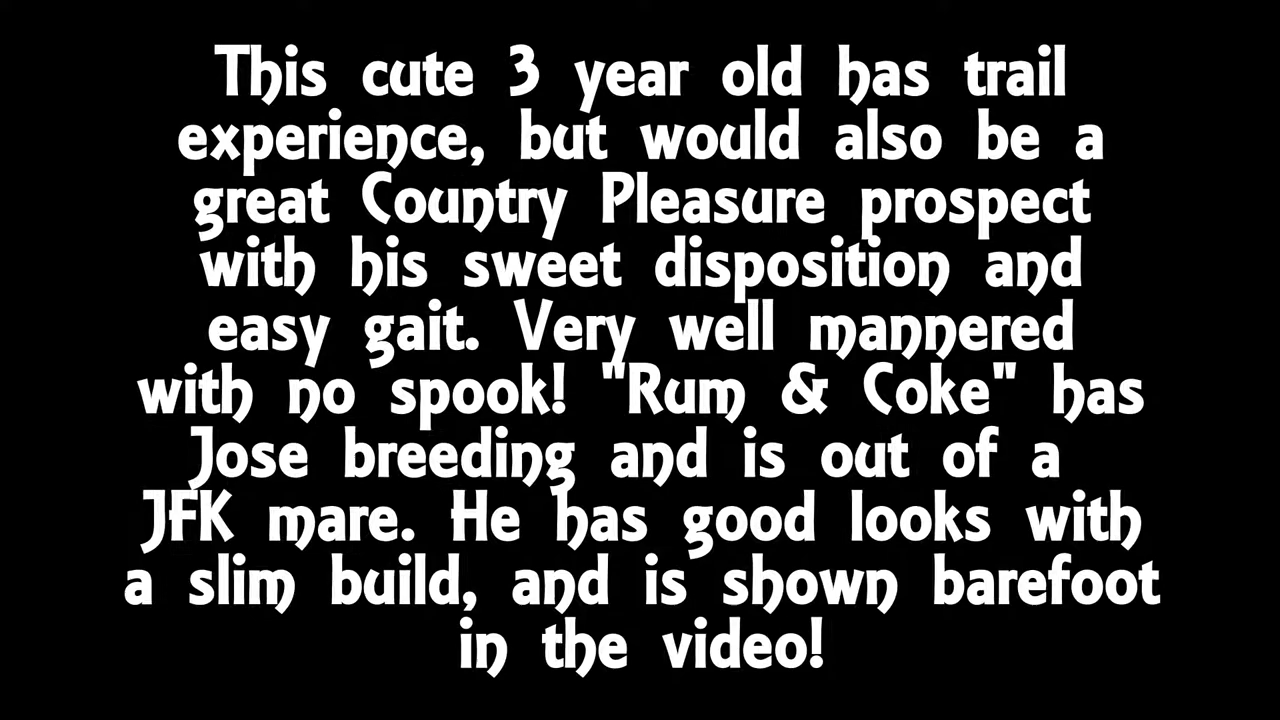 This cute 3 year old has trail
experience, but would also be a
great Country Pleasure prospect
with his sweet disposition and
easy gait. Very well mannered
with no spook! "Rum & Coke" has
Jose breeding and is out of a
JFK mare. He has good looks with
a slim build, and is shown barefoot
in the video!